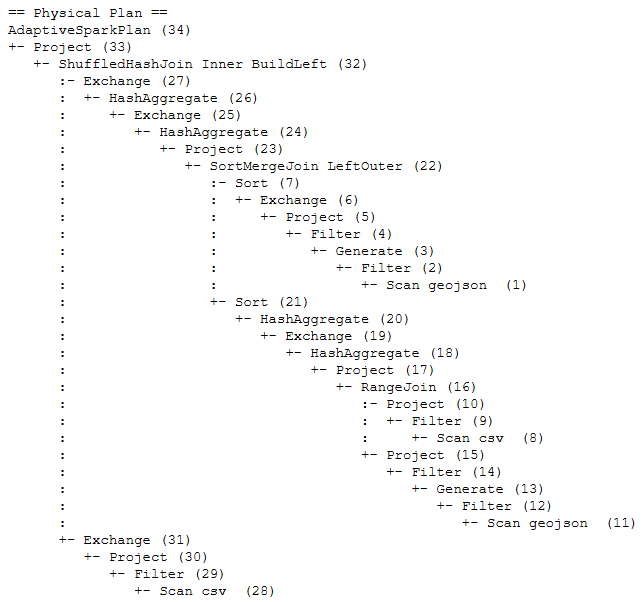 == Physical Plan ==
AdaptiveSparkPlan (34)
+- Project (33)
   +- ShuffledHashJoin Inner BuildLeft (32)
      :- Exchange (27)
      :  +- HashAggregate (26)
      :     +- Exchange (25)
      :        +- HashAggregate (24)
      :           +- Project (23)
      :              +- SortMergeJoin LeftOuter (22)
      :                 :- Sort (7)
      :                 :  +- Exchange (6)
      :                 :     +- Project (5)
      :                 :        +- Filter (4)
      :                 :           +- Generate (3)
      :                 :              +- Filter (2)
      :                 :                 +- Scan geojson  (1)
      :                 +- Sort (21)
      :                    +- HashAggregate (20)
      :                       +- Exchange (19)
      :                          +- HashAggregate (18)
      :                             +- Project (17)
      :                                +- RangeJoin (16)
      :                                   :- Project (10)
      :                                   :  +- Filter (9)
      :                                   :     +- Scan csv  (8)
      :                                   +- Project (15)
      :                                      +- Filter (14)
      :                                         +- Generate (13)
      :                                            +- Filter (12)
      :                                               +- Scan geojson  (11)
      +- Exchange (31)
         +- Project (30)
            +- Filter (29)
               +- Scan csv  (28)